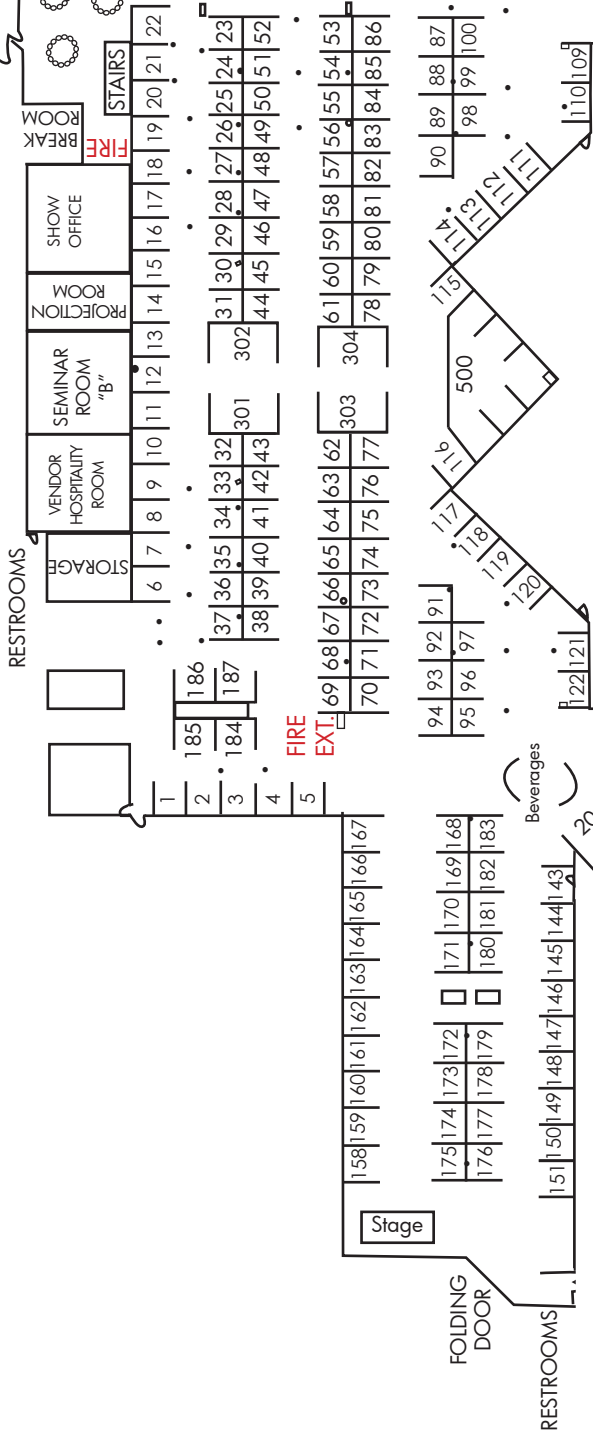 RESTROOMS
STORAGE
VENDOR
HOSPITALITY
ROOM
SEMINAR
ROOM
"B"
PROJECTION
ROOM
SHOW
OFFICE
BREAK
ROOM
FIRE
STAIRS
6 7 8 9 10 11 12 13 14 15 16 17 18 19 20 21 22
1
2
3
4
5
185 186
184 187
37 36 35 34 33 32 301 302 31 30 29 28 27 26 25 24 23
38 39 40 41 42 43 44 45 46 47 48 49 50 51 52
FIRE
EXT.
69 68 67 66 65 64 63 62 303 304 61 60 59 58 57 56 55 54 53
70 71 72 73 74 75 76 77 78 79 80 81 82 83 84 85 86
94 93 92 91
95 96 97
90 89 88 87
98 99 100
122 121
120 119 118 117
116 500 115
114 113 112 111
110 109
Beverages
20
158 159 160 161 162 163 164 165 166 167
175 174 173 172 171 170 169 168
176 177 178 179 180 181 182 183
151 150 149 148 147 146 145 144 143
Stage
FOLDING
DOOR
RESTROOMS